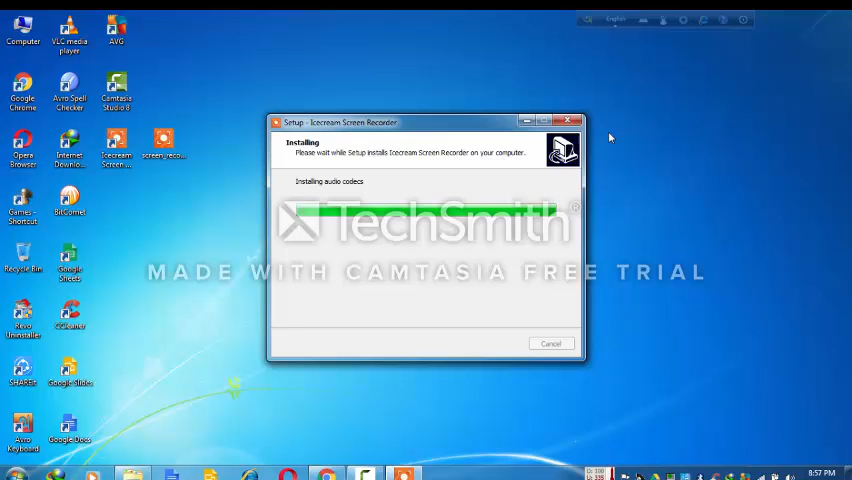 English
Computer
VLC media
player
AVG
Google
Chrome
Avro Spell
Checker
Camtasia
Studio 8
Opera
Browser
Internet
Downlo...
Icecream
Screen ...
screen_reco...
Games -
Shortcut
BitComet
Recycle Bin
Google
Sheets
Revo
Uninstaller
CCleaner
SHAREit
Google Slides
Avro
Keyboard
Google Docs
Setup - Icecream Screen Recorder
Installing
Please wait while Setup installs Icecream Screen Recorder on your computer.
Installing audio codecs
TechSmith®
MADE WITH CAMTASIA FREE TRIAL
Cancel
8:57 PM